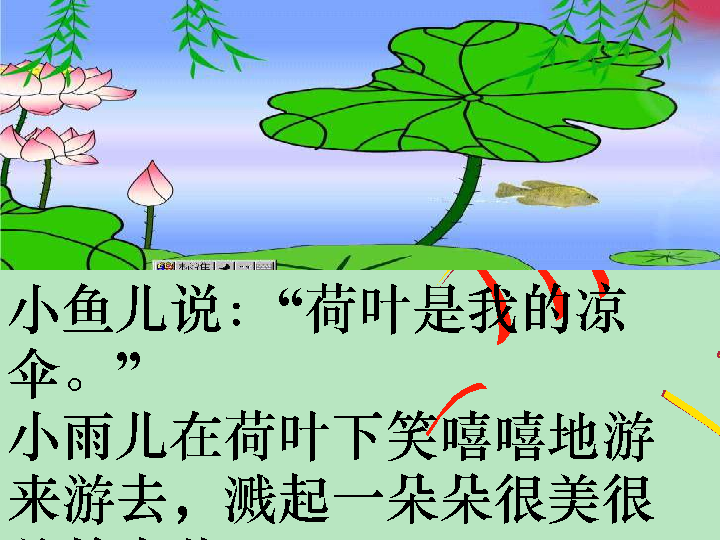 小鱼儿说:“荷叶是我的凉
伞。”
小雨儿在荷叶下笑嘻嘻地游
来游去，溅起一朵朵很美很